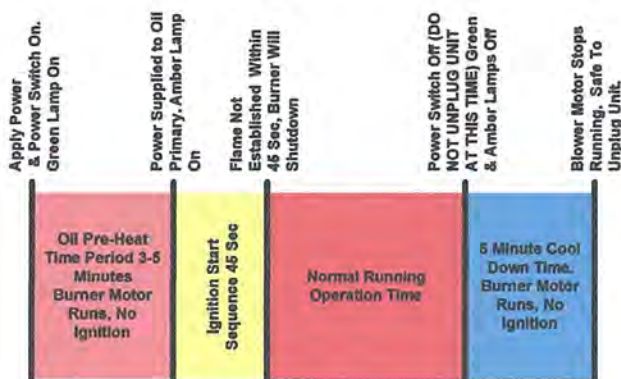 Apply Power
& Power Switch On.
Green Lamp On
Power Supplied to Oil
Primary. Amber Lamp
On
Flame Not
Established Within
45 Sec, Burner Will
Shutdown
Power Switch Off (DO
NOT UNPLUG UNIT
AT THIS TIME) Green
& Amber Lamps Off
Blower Motor Stops
Running. Safe To
Unplug Unit.
Oil Pre-Heat
Time Period 3-5
Minutes
Burner Motor
Runs, No
Ignition
Ignition Start
Sequence 45 Sec
Normal Running
Operation Time
5 Minute Cool
Down Time.
Burner Motor
Runs, No
Ignition